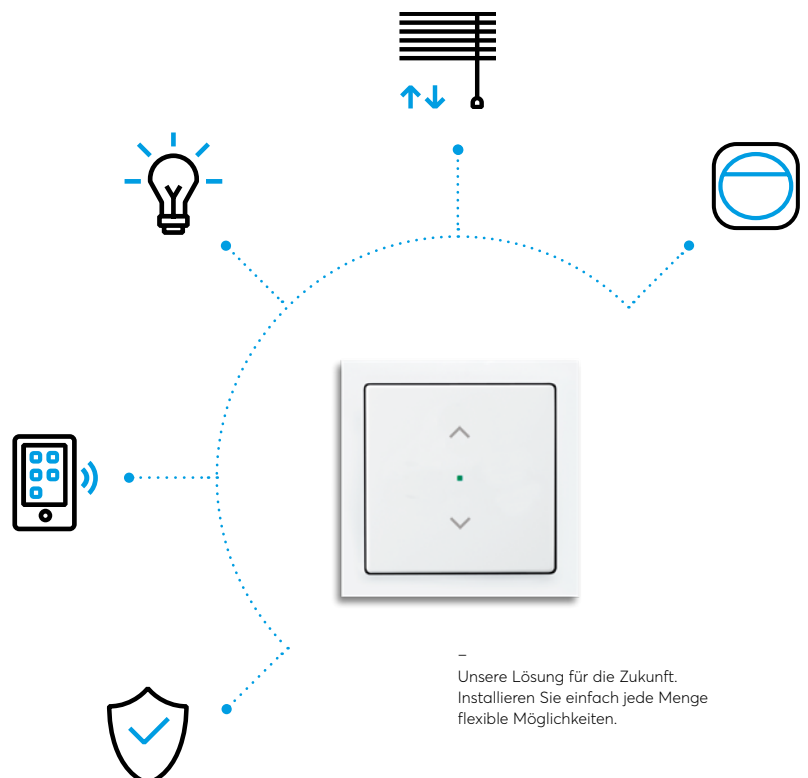 –
Unsere Lösung für die Zukunft.
Installieren Sie einfach jede Menge
flexible Möglichkeiten.